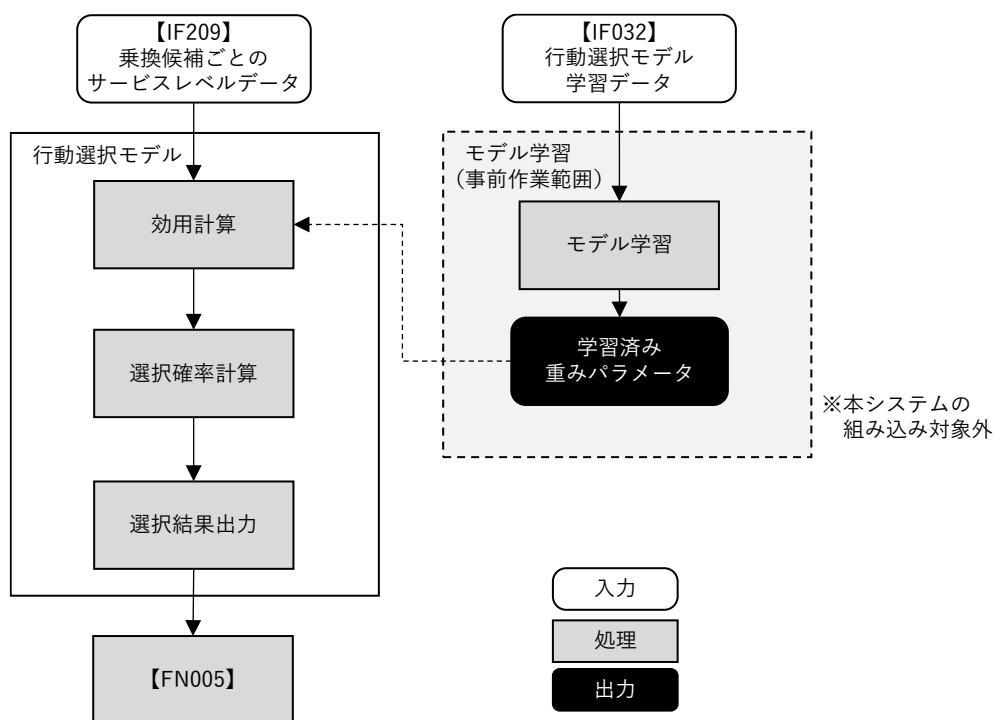 【IF209】
乗換候補ごとの
サービスレベルデータ
【IF032】
行動選択モデル
学習データ
行動選択モデル
効用計算
選択確率計算
選択結果出力
【FN005】
モデル学習
（事前作業範囲）
モデル学習
学習済み
重みパラメータ
※本システムの
組み込み対象外
入力
処理
出力